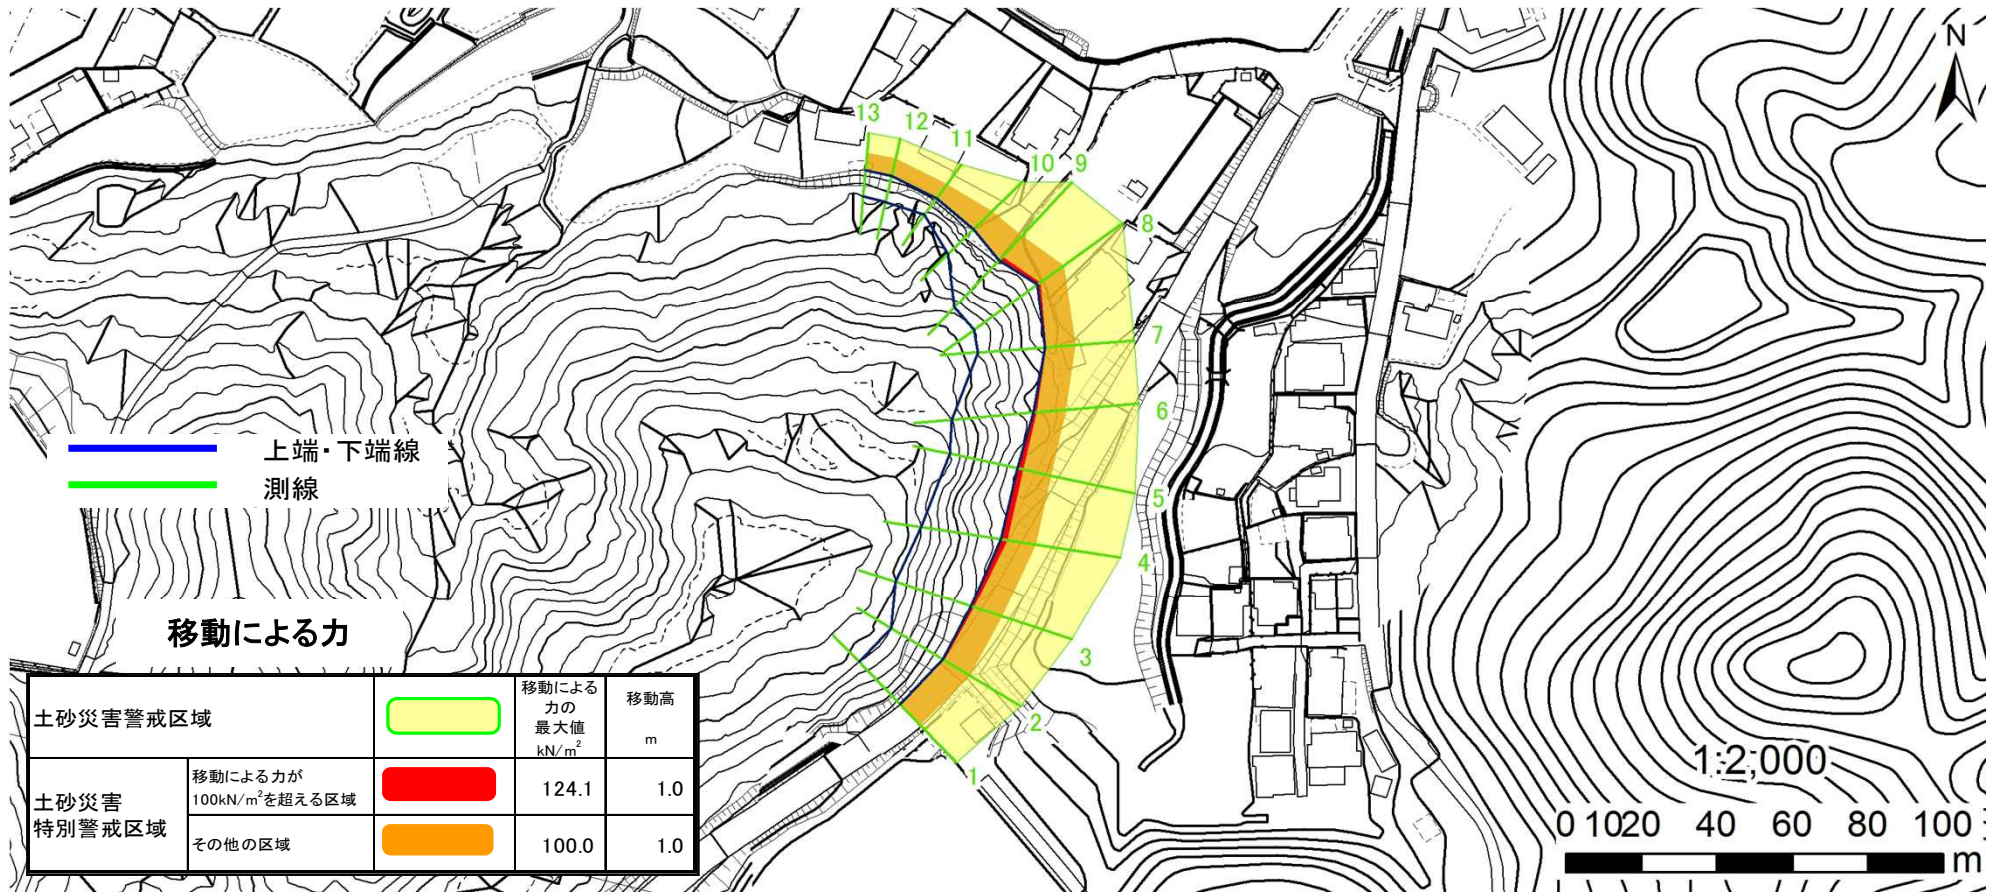 N
13
12
11
10
9
8
7
6
5
4
3
2
1
上端・下端線
測線
移動による力
土砂災害警戒区域
移動による
力の
最大値
kN/m²
移動高
m
土砂災害
特別警戒区域
移動による力が
100kN/m²を超える区域
124.1
1.0
その他の区域
100.0
1.0
1:2,000
0 1020 40 60 80 100
m